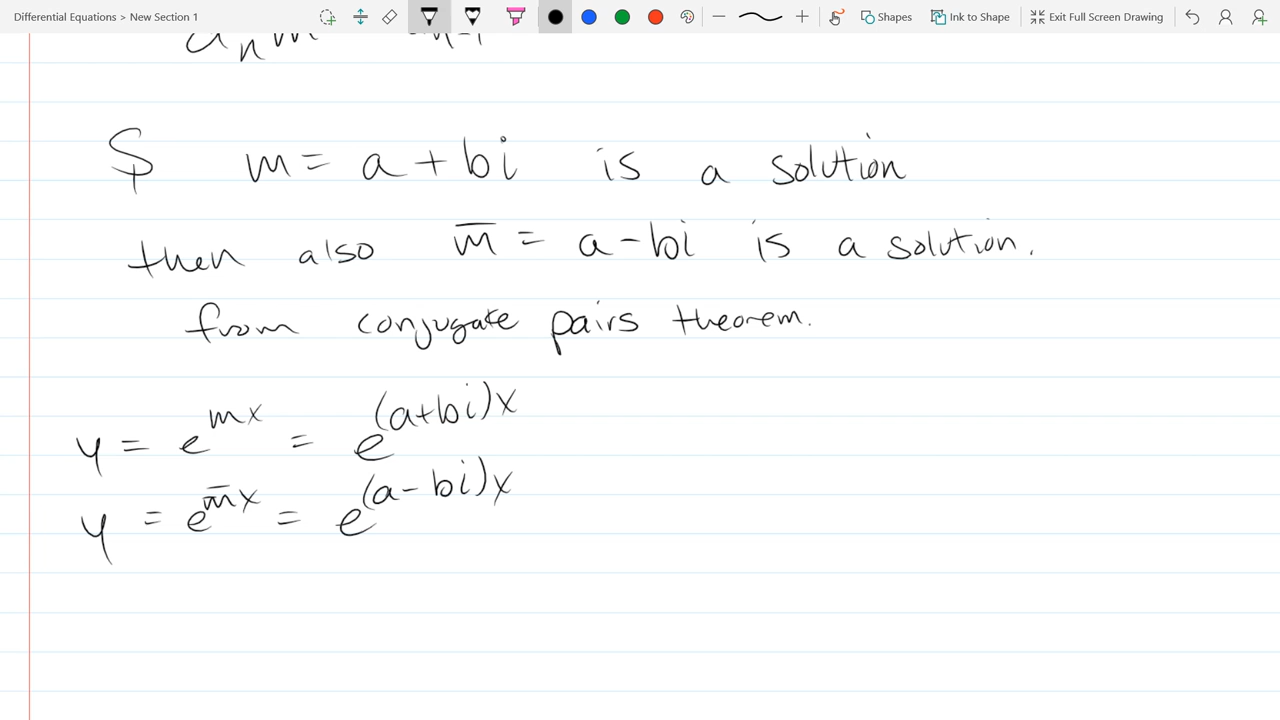 Differential Equations > New Section 1
Shapes
Ink to Shape
Exit Full Screen Drawing
$ m = a + bi is a solution
then also m̅ = a - bi is a solution.
from conjugate pairs theorem.
y = e^{mx} = e^{(a+bi)x}
y = e^{m̅x} = e^{(a-bi)x}